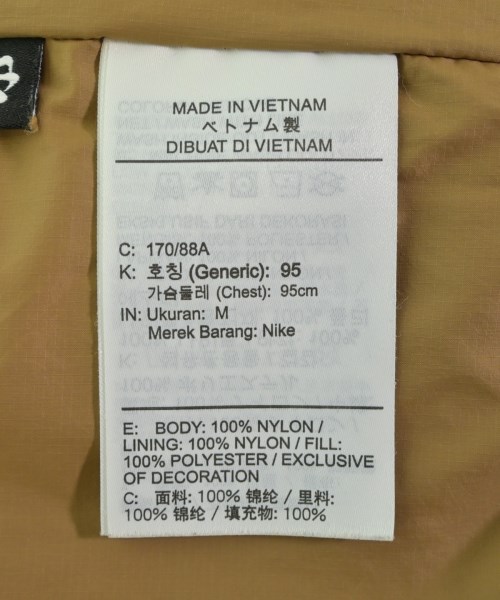 MADE IN VIETNAM
ベトナム製
DIBUAT DI VIETNAM
C: 170/88A
K: 호칭 (Generic): 95
가슴둘레 (Chest): 95cm
IN: Ukuran: M
Merek Barang: Nike
E: BODY: 100% NYLON /
LINING: 100% NYLON / FILL:
100% POLYESTER / EXCLUSIVE
OF DECORATION
C: 面料: 100% 锦纶 / 里料:
100% 锦纶 / 填充物: 100%